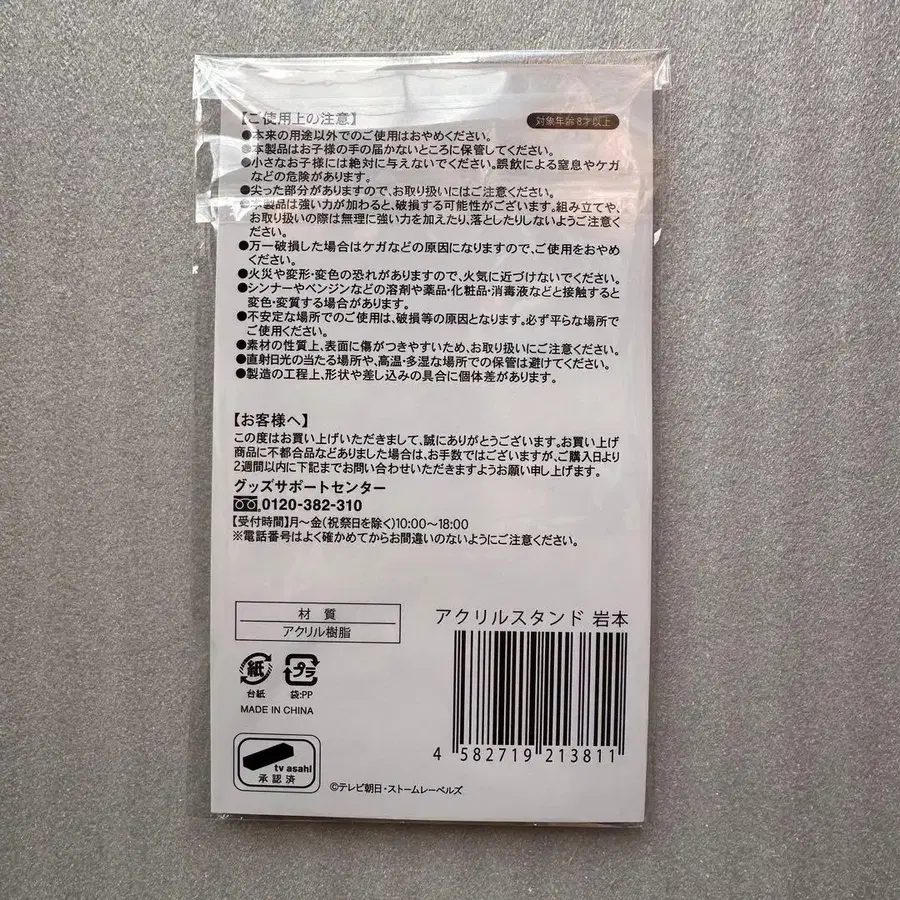 【ご使用上の注意】
対象年齢8才以上
●本来の用途以外でのご使用はおやめください。
●本製品はお子様の手の届かないところに保管してください。
●小さなお子様には絶対に与えないでください。誤飲による窒息やケガ
などの危険があります。
●尖った部分がありますので、お取り扱いにはご注意ください。
●本製品は強い力が加わると、破損する可能性がございます。組み立てや、
お取り扱いの際は無理に強い力を加えたり、落としたりしないようご注意く
ださい。
●万一破損した場合はケガなどの原因になりますので、ご使用をおやめ
ください。
●火災や変形・変色の恐れがありますので、火気に近づけないでください。
●シンナーやベンジンなどの溶剤や薬品・化粧品・消毒液などと接触すると
変色・変質する場合があります。
●不安定な場所でのご使用は、破損等の原因となります。必ず平らな場所で
ご使用ください。
●素材の性質上、表面に傷がつきやすいため、お取り扱いにご注意ください。
●直射日光の当たる場所や、高温・多湿な場所での保管は避けてください。
●製造の工程上、形状や差し込みの具合に個体差があります。
【お客様へ】
この度はお買い上げいただきまして、誠にありがとうございます。お買い上げ
商品に不都合品などありました場合は、お手数ではございますが、ご購入日より
2週間以内に下記までお問い合わせいただきますようお願い申し上げます。
グッズサポートセンター
0120-382-310
【受付時間】月～金(祝祭日を除く)10:00～18:00
※電話番号はよく確かめてからお間違いのないようにご注意ください。
材 質
アクリル樹脂
アクリルスタンド 岩本
紙
プラ
台紙
袋:PP
MADE IN CHINA
4 582719 213811
tv asahi
承認済
©テレビ朝日・ストームレーベルズ